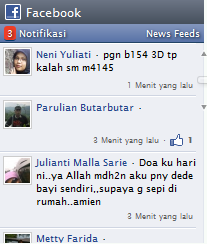 Facebook
3 Notifikasi News Feeds
Neni Yuliati · pgn b154 3D tp
kalah sm m4145
1 Menit yang lalu ·
Parulian Butarbutar ·
3 Menit yang lalu · 1
Julianti Malla Sarie · Doa ku hari
ni..ya Allah mdh2n aku pny dede
bayi sendiri,,supaya g sepi di
rumah..amien
3 Menit yang lalu ·
Metty Farida ·